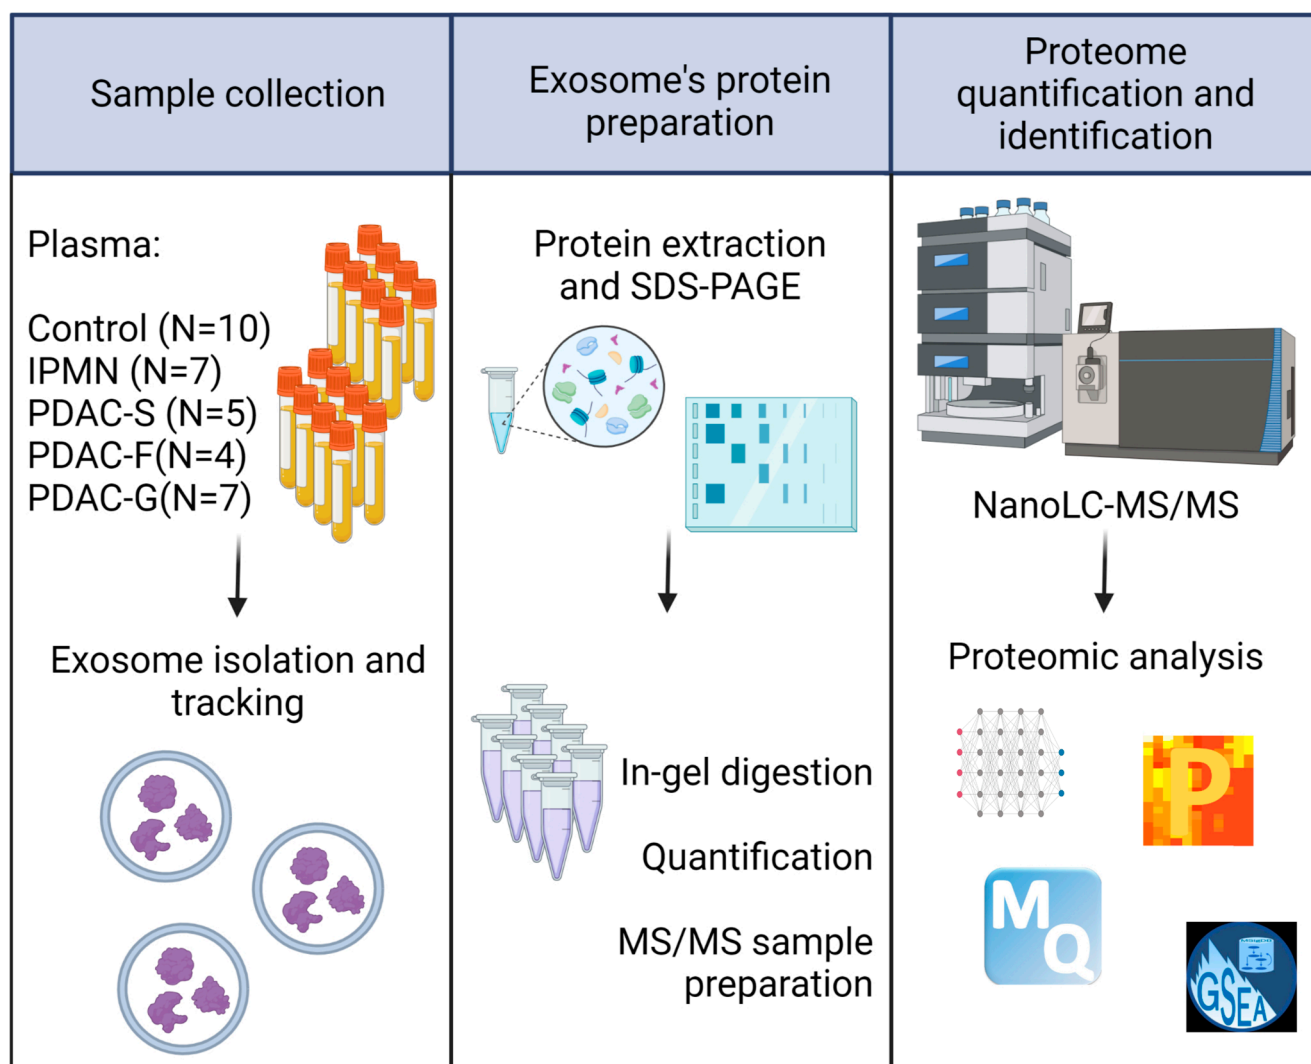 Sample collection
Exosome's protein
preparation
Proteome
quantification and
identification
Plasma:
Control (N=10)
IPMN (N=7)
PDAC-S (N=5)
PDAC-F(N=4)
PDAC-G(N=7)
Exosome isolation and
tracking
Protein extraction
and SDS-PAGE
In-gel digestion
Quantification
MS/MS sample
preparation
NanoLC-MS/MS
Proteomic analysis
P
MQ
GSEA